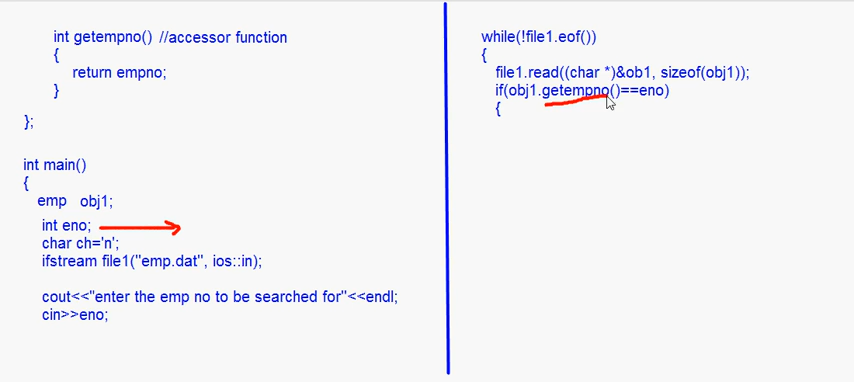 int getempno() //accessor function
{
return empno;
}
};
int main()
{
emp obj1;
int eno;
char ch='n';
ifstream file1("emp.dat", ios::in);
cout<<"enter the emp no to be searched for"<<endl;
cin>>eno;
while(!file1.eof())
{
file1.read((char *)&ob1, sizeof(obj1));
if(obj1.getempno()==eno)
{